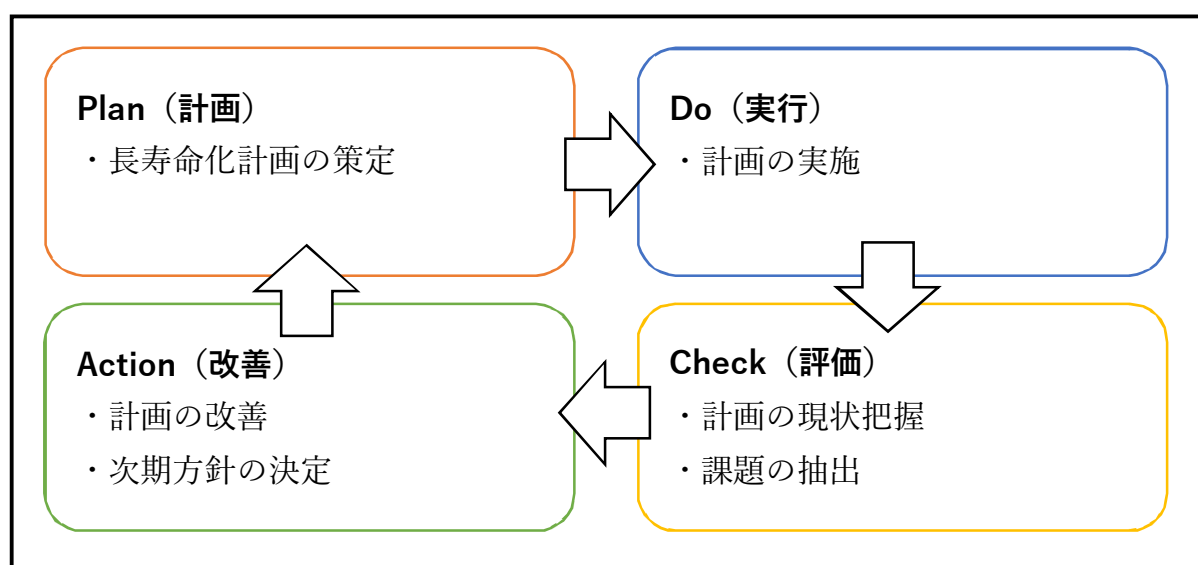 Plan（計画）
・長寿命化計画の策定
Do（実行）
・計画の実施
Action（改善）
・計画の改善
・次期方針の決定
Check（評価）
・計画の現状把握
・課題の抽出